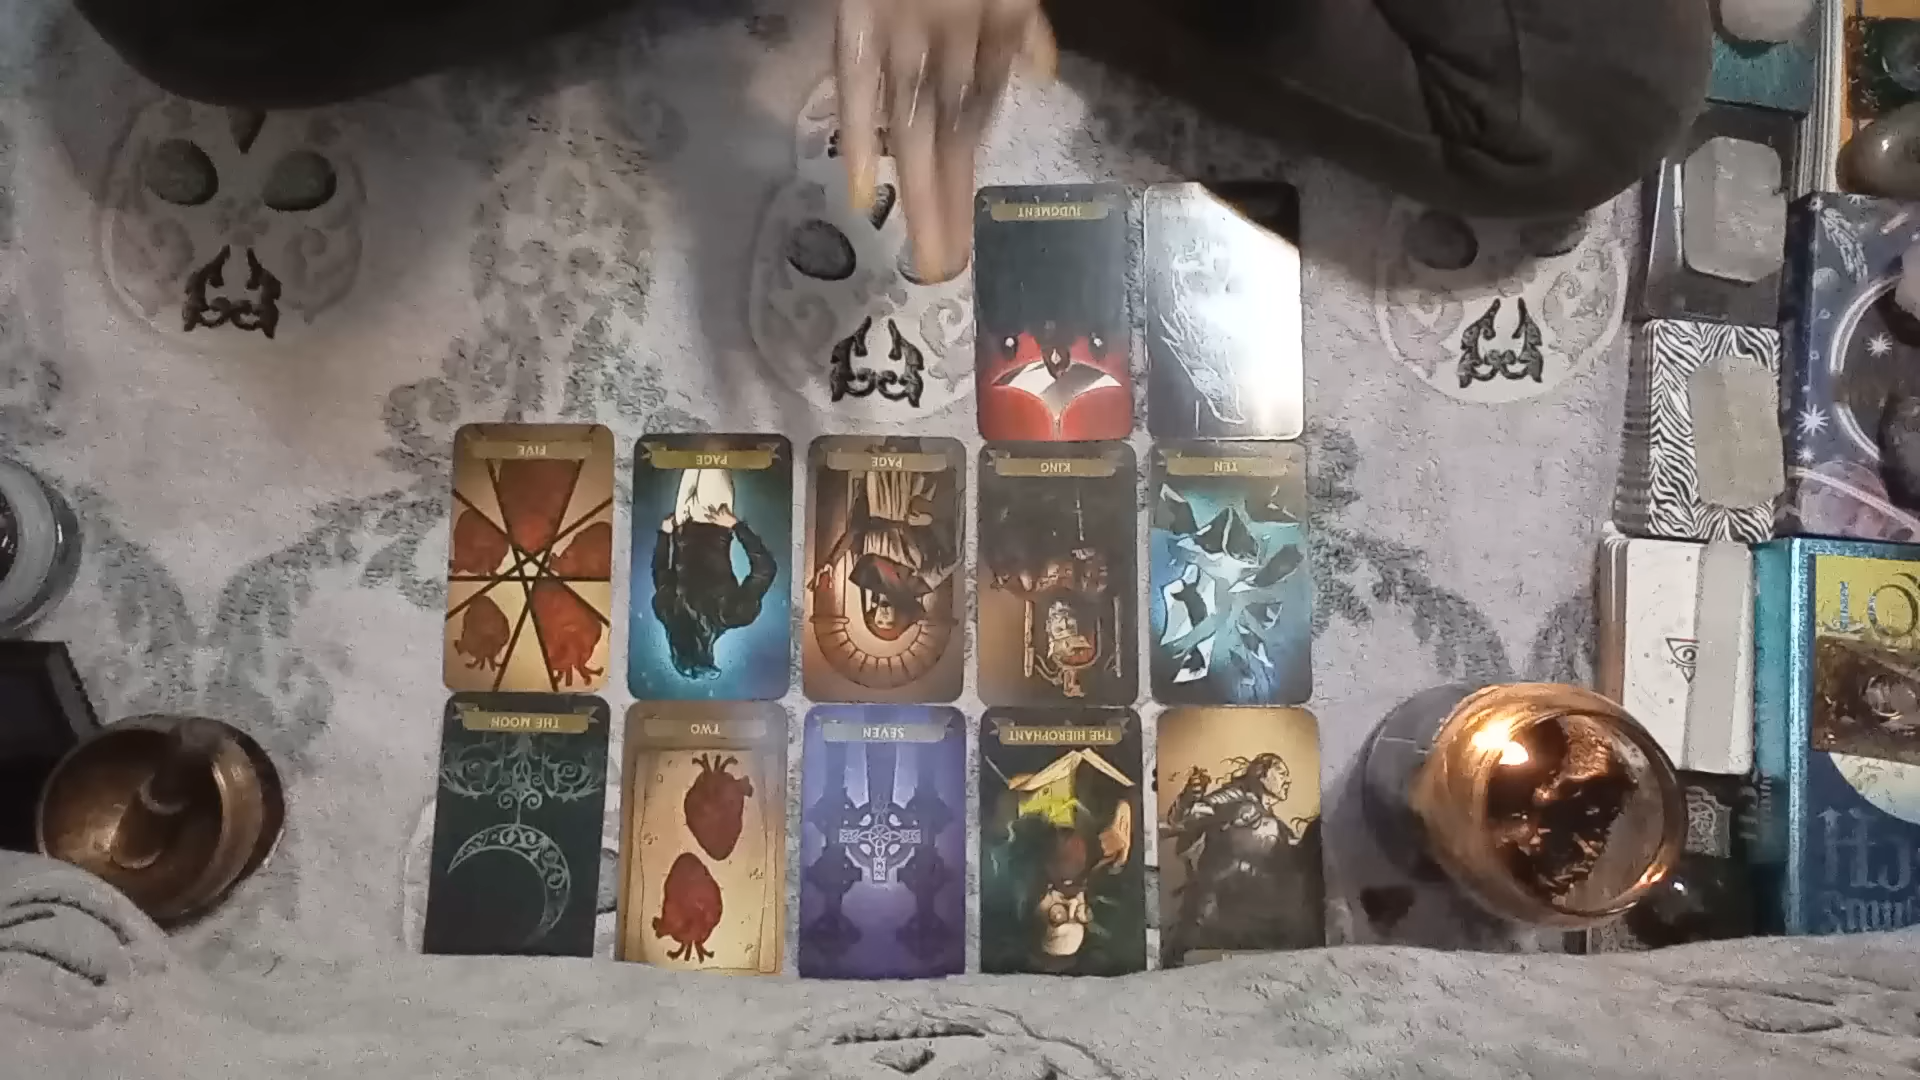 JUDGMENT
FIVE
PAGE
PAGE
KING
TEN
THE MOON
TWO
SEVEN
THE HIEROPHANT